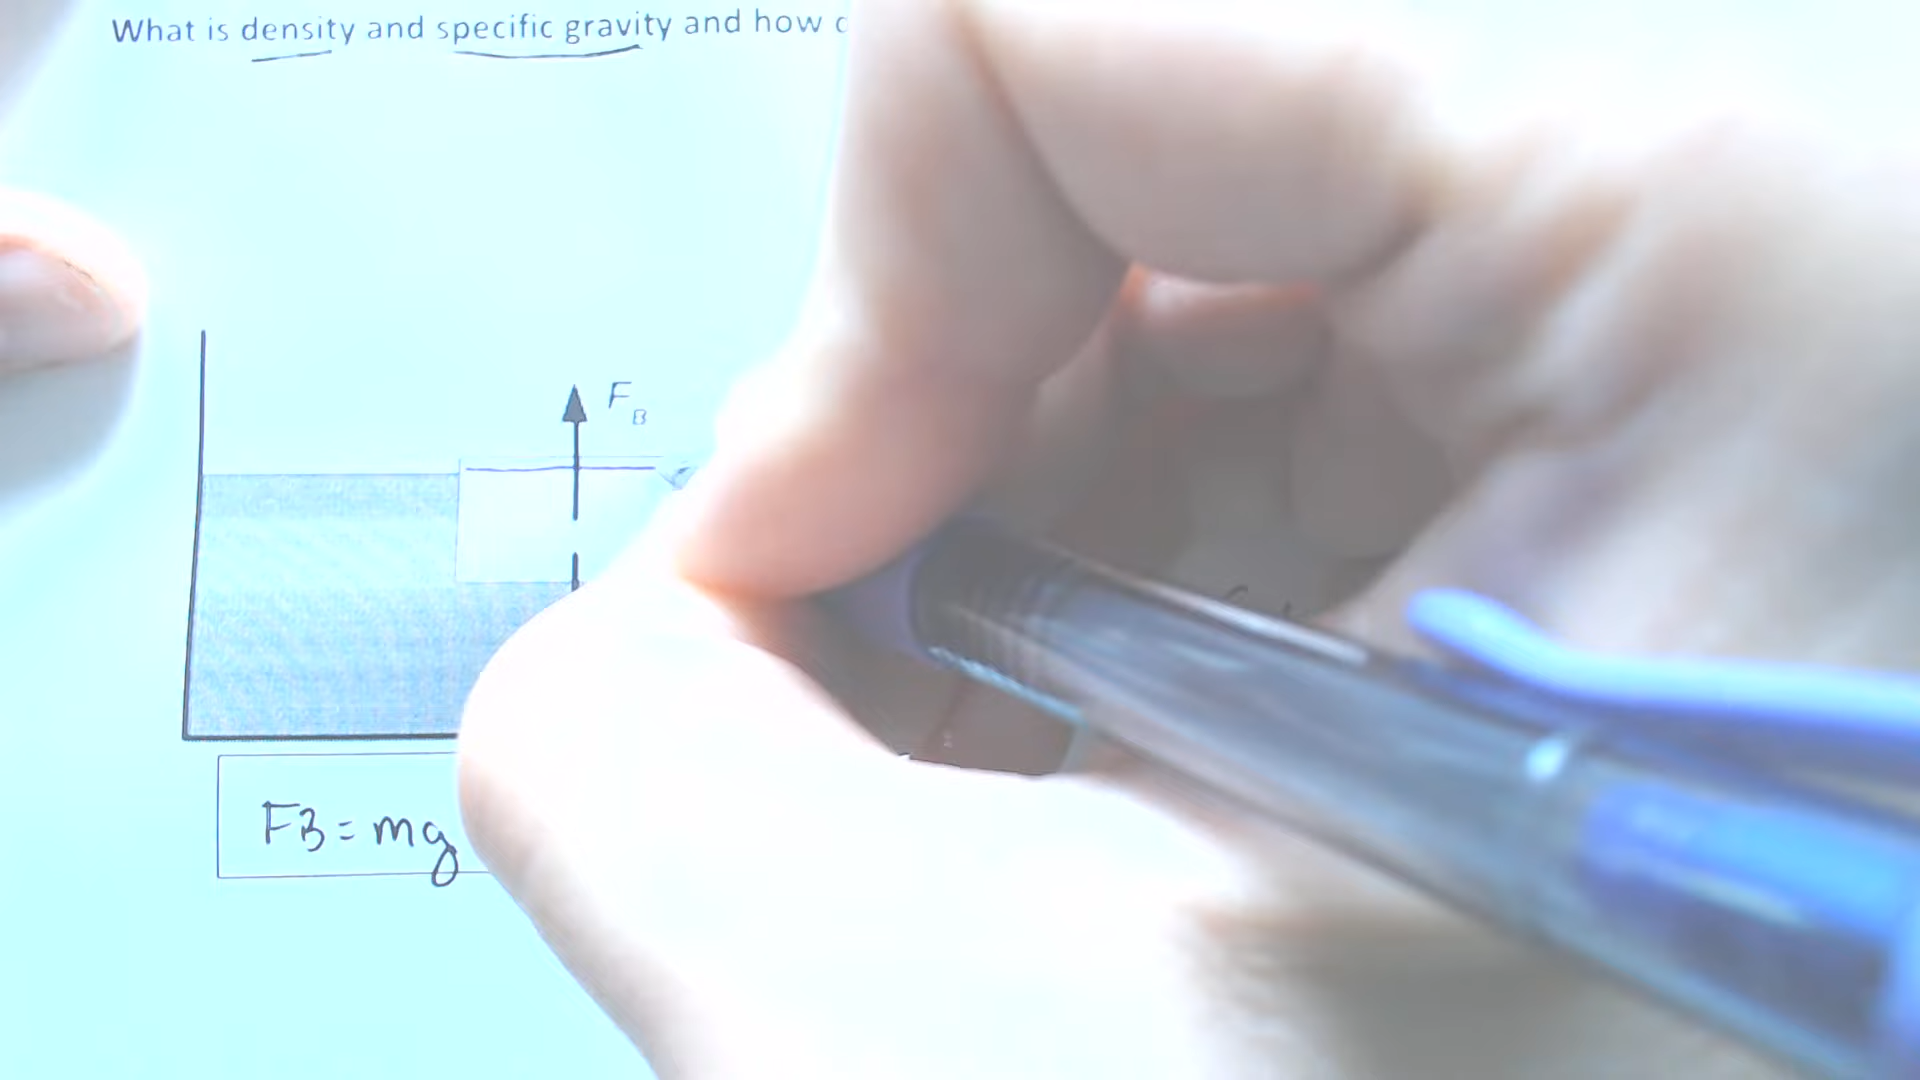 What is density and specific gravity and how
F
B
FB = mg